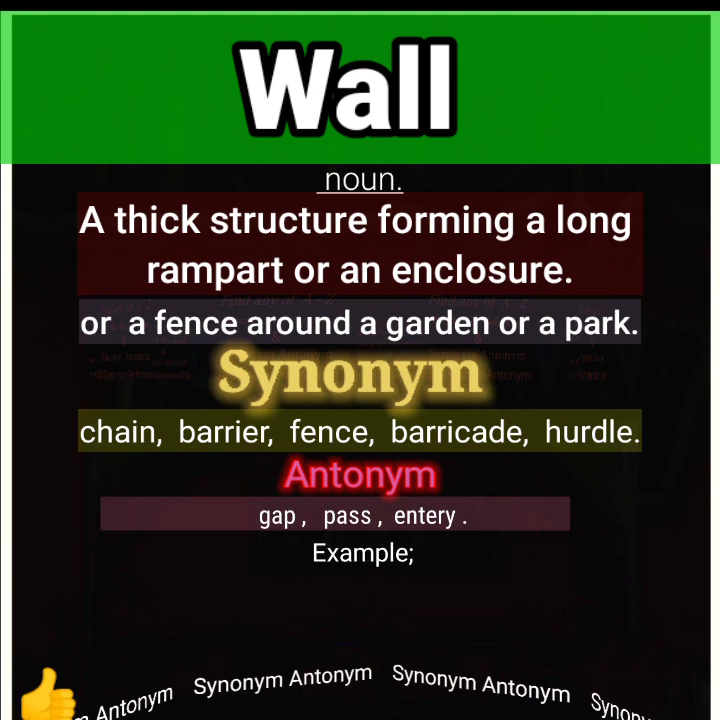 Wall
noun.
A thick structure forming a long
rampart or an enclosure.
or a fence around a garden or a park.
Synonym
chain, barrier, fence, barricade, hurdle.
Antonym
gap , pass , entery .
Example;
Antonym Synonym Antonym Synonym Antonym